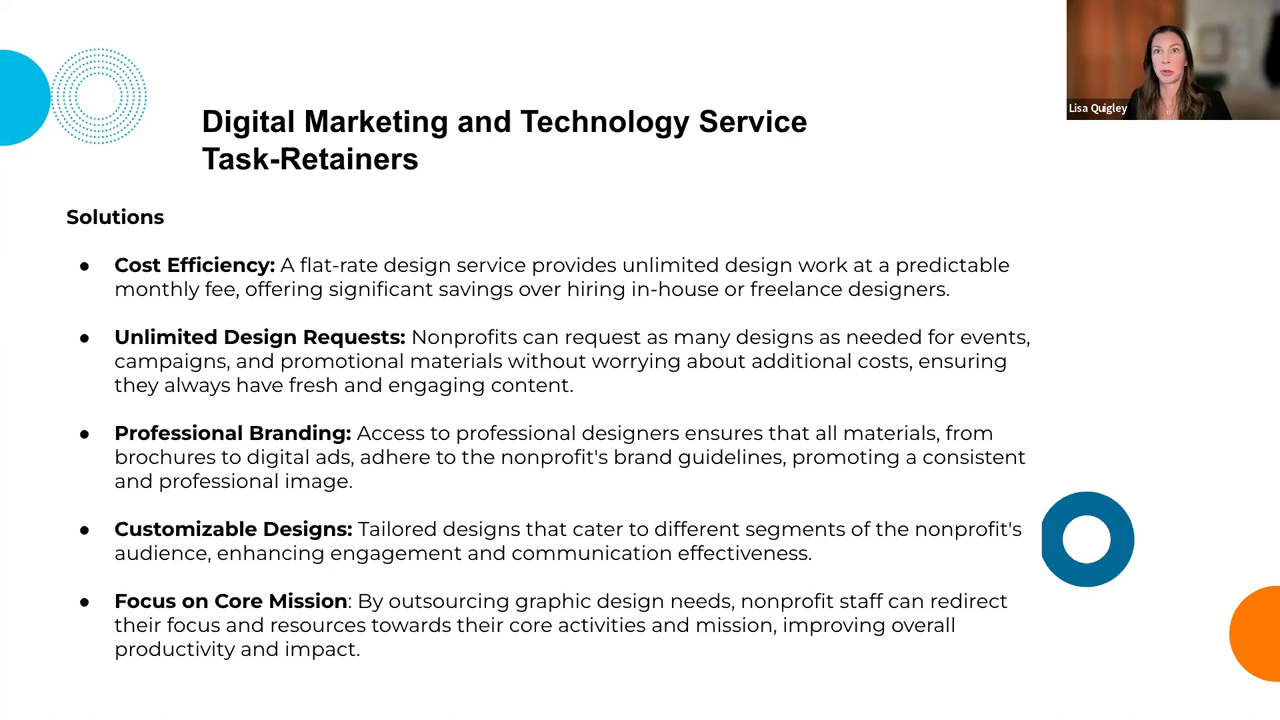 Digital Marketing and Technology Service
Task-Retainers
Lisa Quigley
Solutions
● Cost Efficiency: A flat-rate design service provides unlimited design work at a predictable
monthly fee, offering significant savings over hiring in-house or freelance designers.
● Unlimited Design Requests: Nonprofits can request as many designs as needed for events,
campaigns, and promotional materials without worrying about additional costs, ensuring
they always have fresh and engaging content.
● Professional Branding: Access to professional designers ensures that all materials, from
brochures to digital ads, adhere to the nonprofit's brand guidelines, promoting a consistent
and professional image.
● Customizable Designs: Tailored designs that cater to different segments of the nonprofit's
audience, enhancing engagement and communication effectiveness.
● Focus on Core Mission: By outsourcing graphic design needs, nonprofit staff can redirect
their focus and resources towards their core activities and mission, improving overall
productivity and impact.